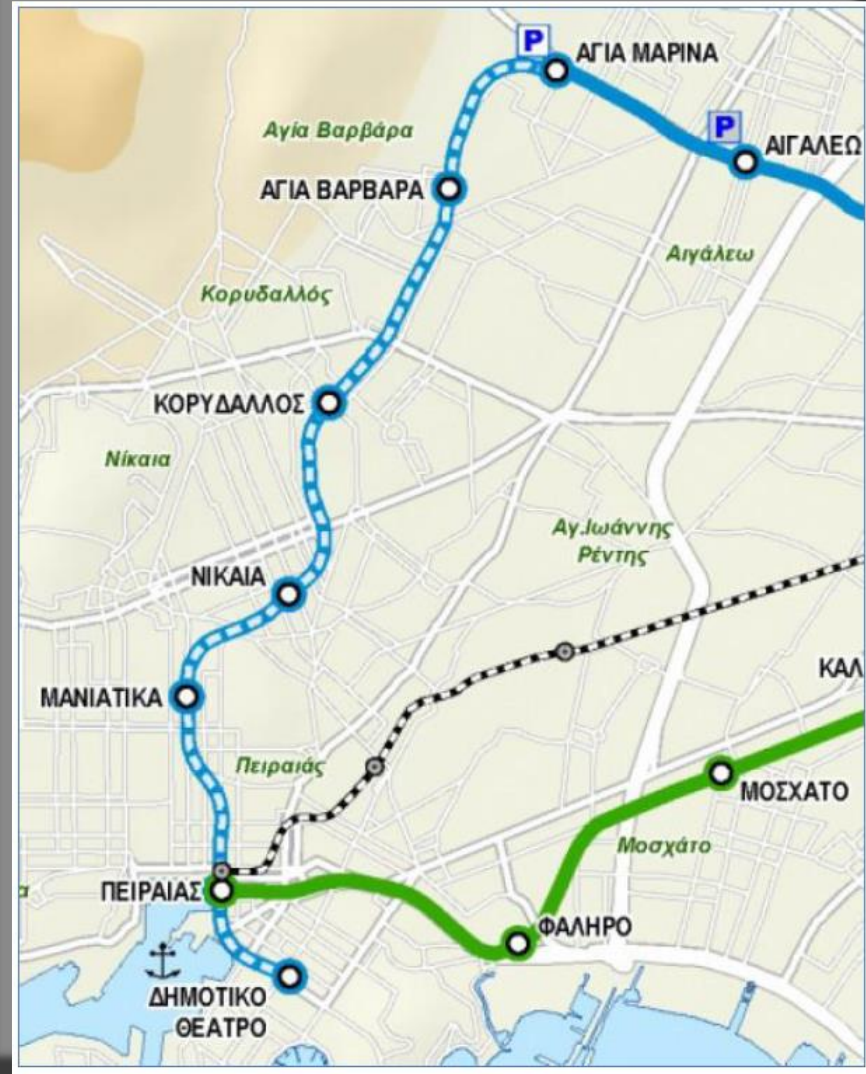 P
ΑΓΙΑ ΜΑΡΙΝΑ
P
ΑΙΓΑΛΕΩ
Αγία Βαρβάρα
ΑΓΙΑ ΒΑΡΒΑΡΑ
Αιγάλεω
Κορυδαλλός
ΚΟΡΥΔΑΛΛΟΣ
Νίκαια
Αγ.Ιωάννης
Ρέντης
ΝΙΚΑΙΑ
ΚΑΛ
ΜΑΝΙΑΤΙΚΑ
Πειραιάς
ΜΟΣΧΑΤΟ
Μοσχάτο
α
ΠΕΙΡΑΙΑΣ
ΦΑΛΗΡΟ
ΔΗΜΟΤΙΚΟ
ΘΕΑΤΡΟ